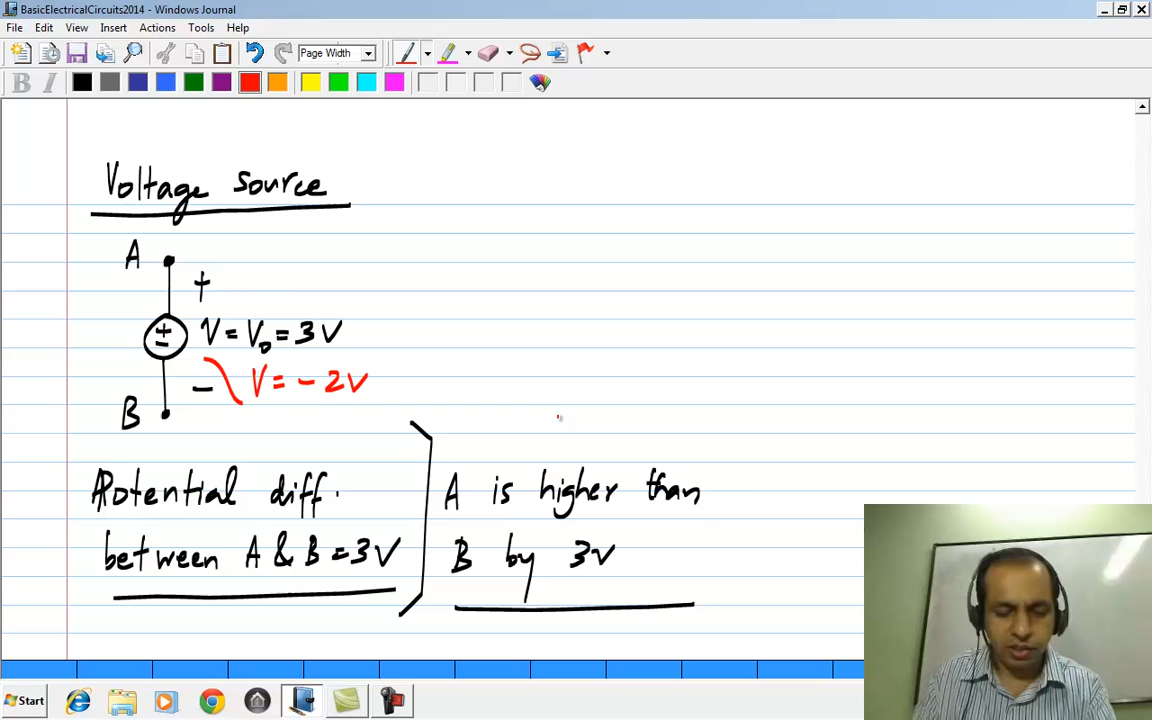 BasicElectricalCircuits2014 - Windows Journal
File Edit View Insert Actions Tools Help
Page Width
B I
Voltage source
A
+
+
−
V = V₀ = 3V
− V = - 2V
B
Potential diff.
between A & B = 3V
A is higher than
B by 3V
Start